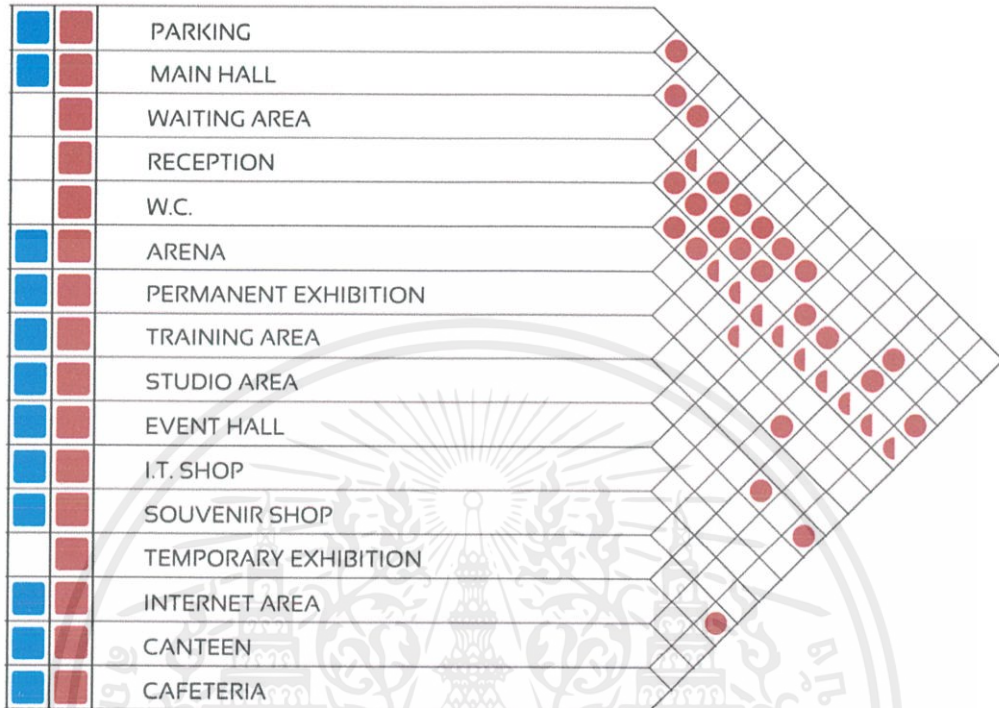 PARKING
MAIN HALL
WAITING AREA
RECEPTION
W.C.
ARENA
PERMANENT EXHIBITION
TRAINING AREA
STUDIO AREA
EVENT HALL
I.T. SHOP
SOUVENIR SHOP
TEMPORARY EXHIBITION
INTERNET AREA
CANTEEN
CAFETERIA